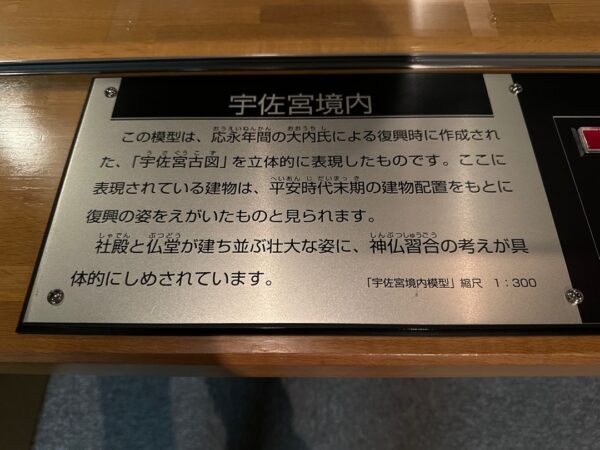 宇佐宮境内
この模型は、応永年間の大内氏による復興時に作成され
た、「宇佐宮古図」を立体的に表現したものです。ここに
表現されている建物は、平安時代末期の建物配置をもとに
復興の姿をえがいたものと見られます。
社殿と仏堂が建ち並ぶ壮大な姿に、神仏習合の考えが具
体的にしめされています。
「宇佐宮境内模型」縮尺 1:300